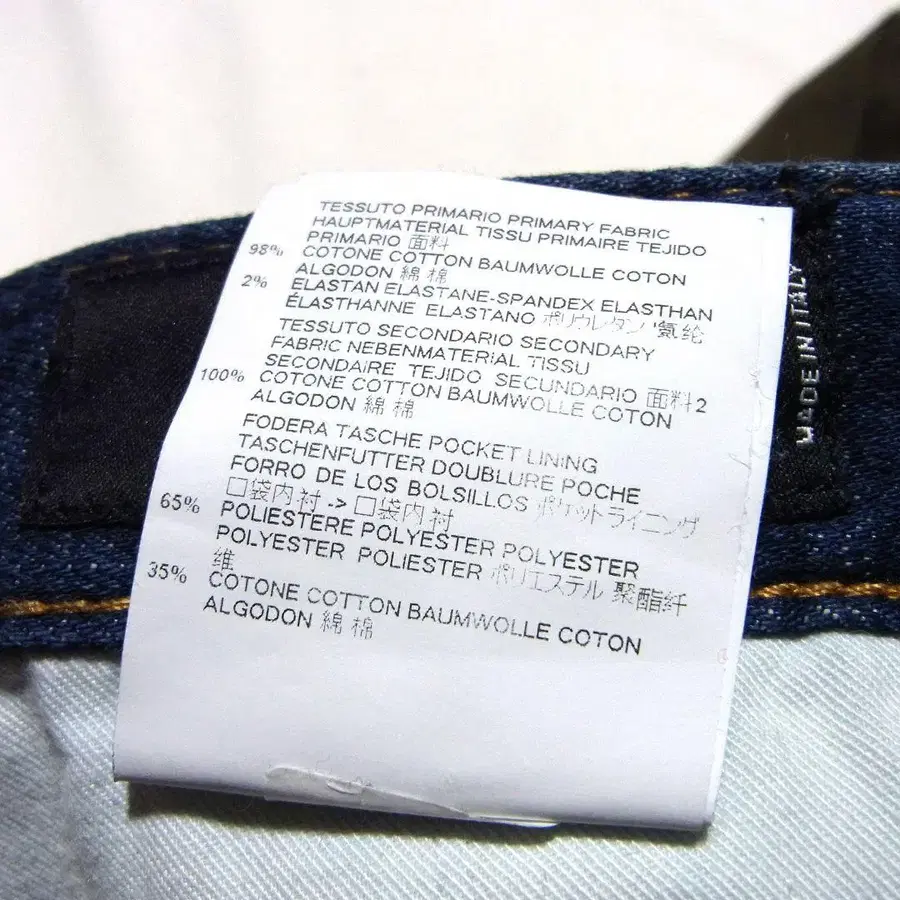 TESSUTO PRIMARIO PRIMARY FABRIC
HAUPTMATERIAL TISSU PRIMAIRE TEJIDO
PRIMARIO 面料
98% COTONE COTTON BAUMWOLLE COTON
ALGODON 綿 棉
2% ELASTAN ELASTANE-SPANDEX ELASTHAN
ÉLASTHANNE ELASTANO ポリウレタン '氨纶
TESSUTO SECONDARIO SECONDARY
FABRIC NEBENMATERIAL TISSU
SECONDAIRE TEJIDO SECUNDARIO 面料2
100% COTONE COTTON BAUMWOLLE COTON
ALGODON 綿 棉
FODERA TASCHE POCKET LINING
TASCHENFUTTER DOUBLURE POCHE
FORRO DE LOS BOLSILLOS ポケットライニング
口袋内衬 -> 口袋内衬
65% POLIESTERE POLYESTER POLYESTER
POLYESTER POLIESTER ポリエステル 聚酯纤
维
35% COTONE COTTON BAUMWOLLE COTON
ALGODON 綿 棉
MADE IN ITALY